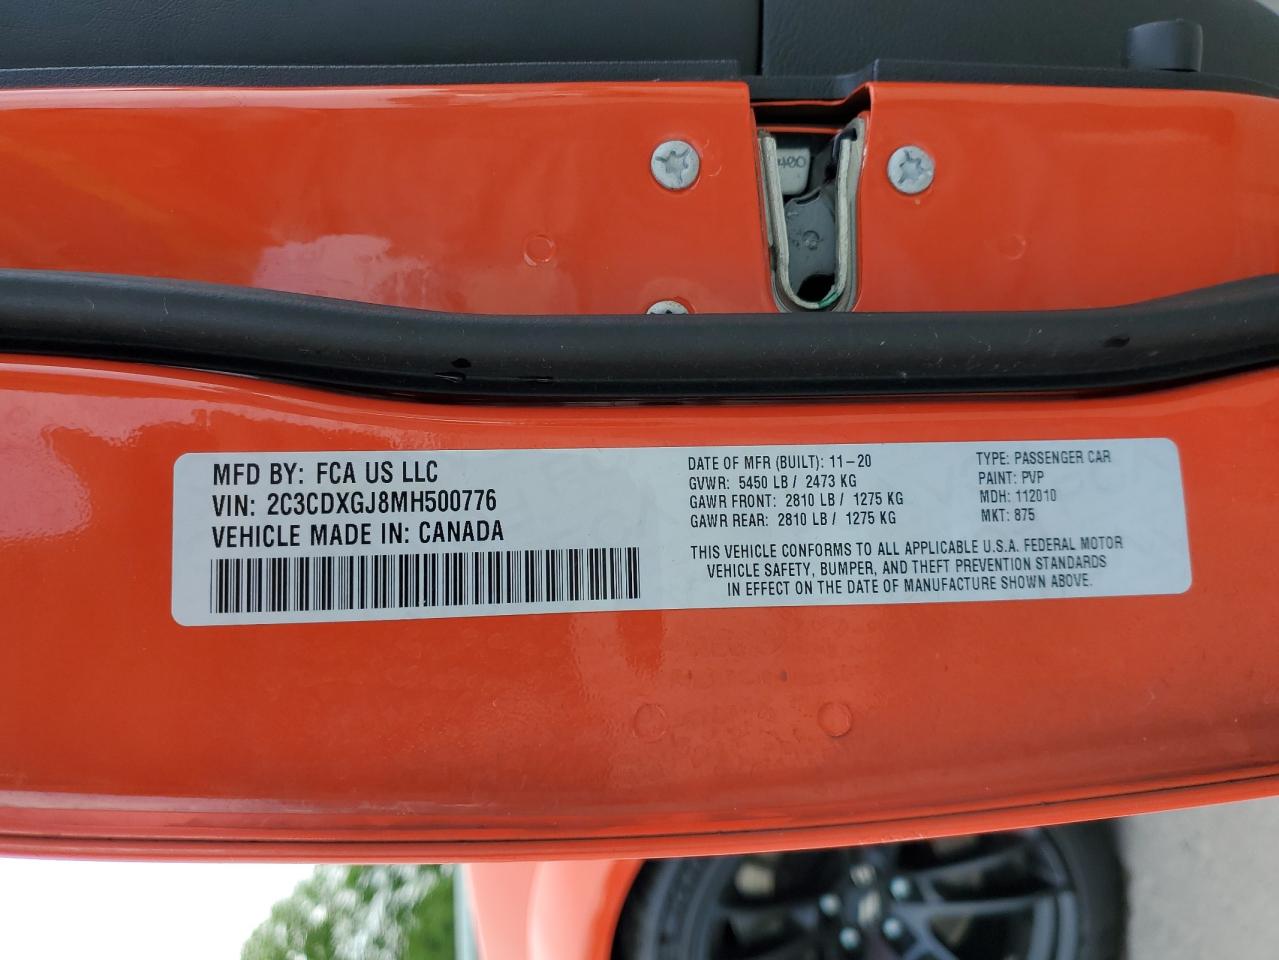 MFD BY: FCA US LLC
VIN: 2C3CDXGJ8MH500776
VEHICLE MADE IN: CANADA
DATE OF MFR (BUILT): 11-20
GVWR: 5450 LB / 2473 KG
GAWR FRONT: 2810 LB / 1275 KG
GAWR REAR: 2810 LB / 1275 KG
TYPE: PASSENGER CAR
PAINT: PVP
MDH: 112010
MKT: 875
THIS VEHICLE CONFORMS TO ALL APPLICABLE U.S.A. FEDERAL MOTOR
VEHICLE SAFETY, BUMPER, AND THEFT PREVENTION STANDARDS
IN EFFECT ON THE DATE OF MANUFACTURE SHOWN ABOVE.